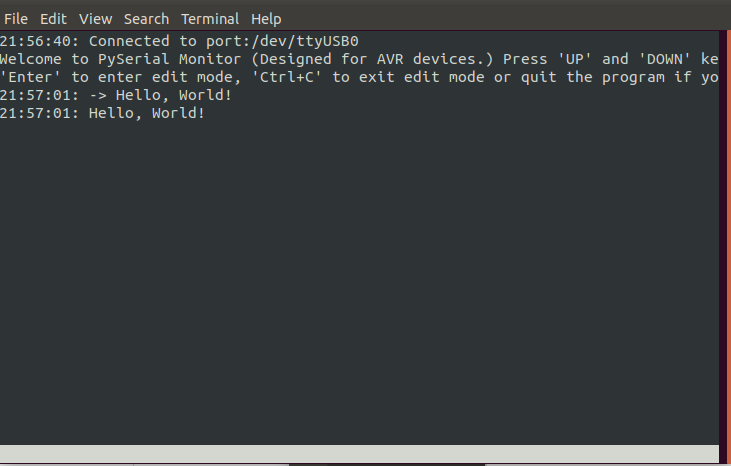 File Edit View Search Terminal Help
21:56:40: Connected to port:/dev/ttyUSB0
Welcome to PySerial Monitor (Designed for AVR devices.) Press 'UP' and 'DOWN' ke
'Enter' to enter edit mode, 'Ctrl+C' to exit edit mode or quit the program if yo
21:57:01: -> Hello, World!
21:57:01: Hello, World!